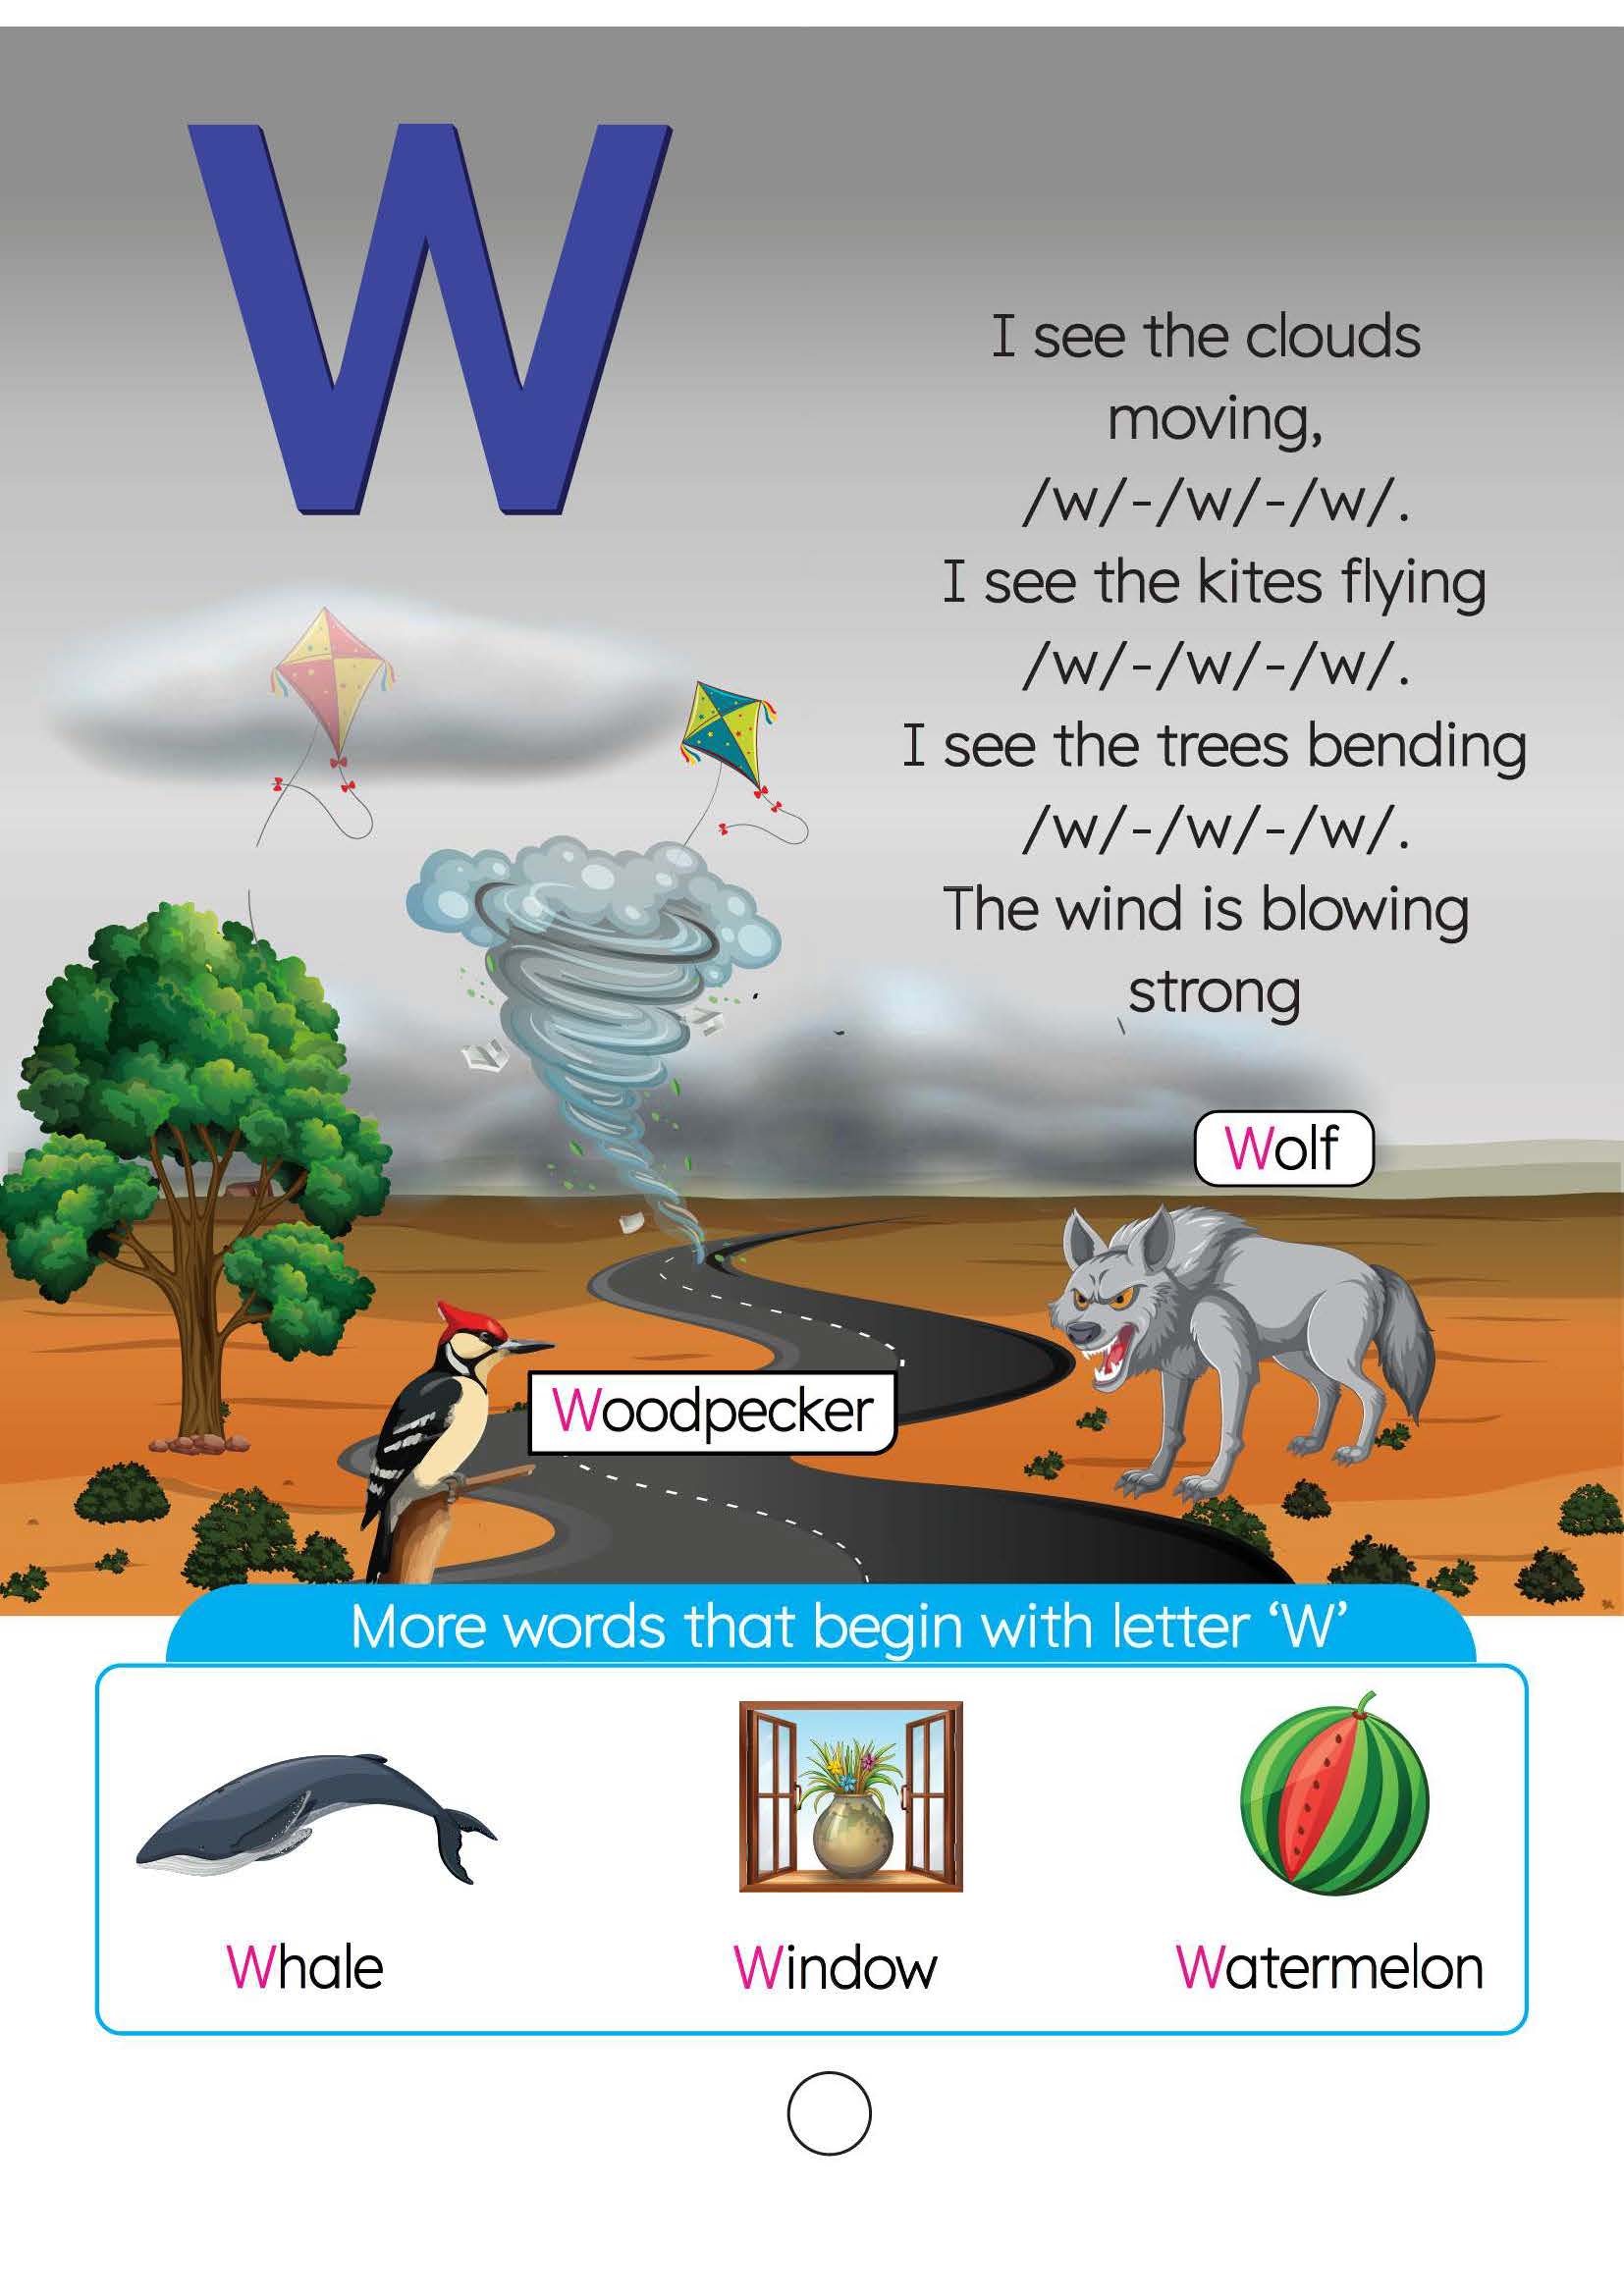 W
I see the clouds
moving,
/w/-/w/-/w/.
I see the kites flying
/w/-/w/-/w/.
I see the trees bending
/w/-/w/-/w/.
The wind is blowing
strong
Wolf
Woodpecker
More words that begin with letter ‘W’
Whale
Window
Watermelon